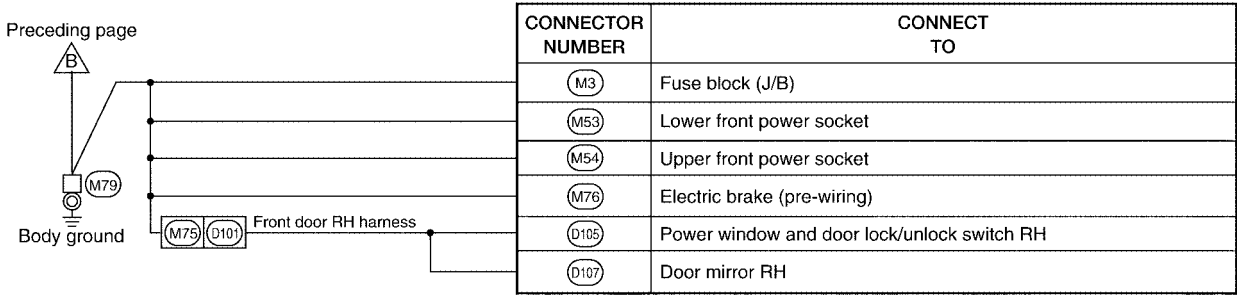 Preceding page
B
M79
Body ground
M75 D101 Front door RH harness
CONNECTOR NUMBER CONNECT TO
M3 Fuse block (J/B)
M53 Lower front power socket
M54 Upper front power socket
M76 Electric brake (pre-wiring)
D105 Power window and door lock/unlock switch RH
D107 Door mirror RH